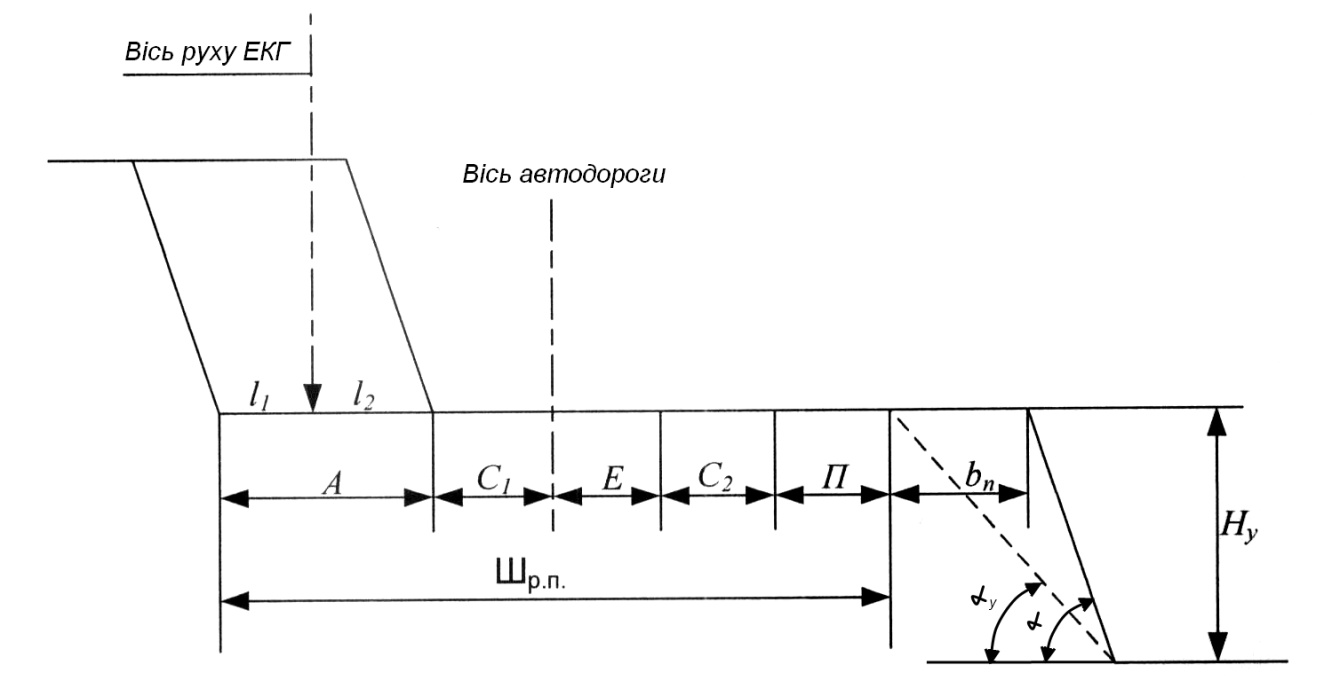 Вісь руху ЕКГ
Вісь автодороги
l₁ l₂
A C₁ E C₂ П bп
Hу
Шр.п.
αу α